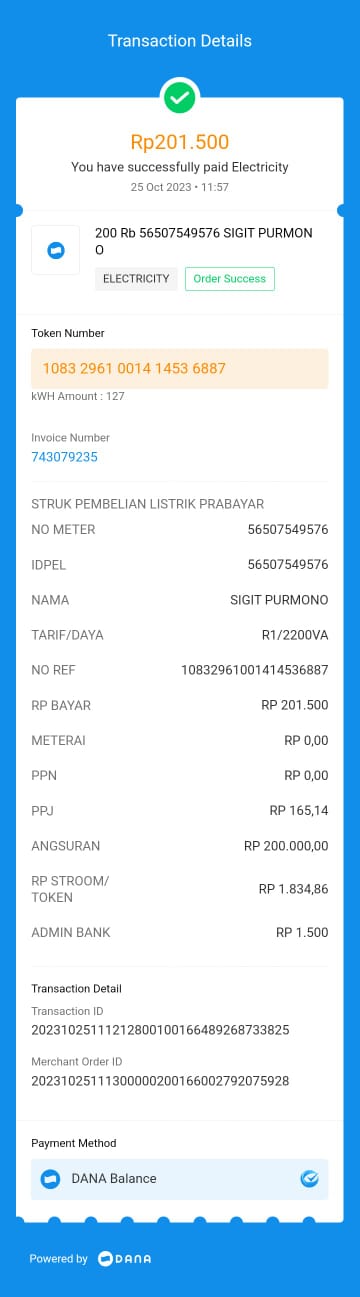 Transaction Details
Rp201.500
You have successfully paid Electricity
25 Oct 2023 • 11:57
200 Rb 56507549576 SIGIT PURMON
O
ELECTRICITY Order Success
Token Number
1083 2961 0014 1453 6887
kWH Amount : 127
Invoice Number
743079235
STRUK PEMBELIAN LISTRIK PRABAYAR
NO METER 56507549576
IDPEL 56507549576
NAMA SIGIT PURMONO
TARIF/DAYA R1/2200VA
NO REF 10832961001414536887
RP BAYAR RP 201.500
METERAI RP 0,00
PPN RP 0,00
PPJ RP 165,14
ANGSURAN RP 200.000,00
RP STROOM/
TOKEN RP 1.834,86
ADMIN BANK RP 1.500
Transaction Detail
Transaction ID
20231025111212800100166489268733825
Merchant Order ID
20231025111300000200166002792075928
Payment Method
DANA Balance
Powered by DANA